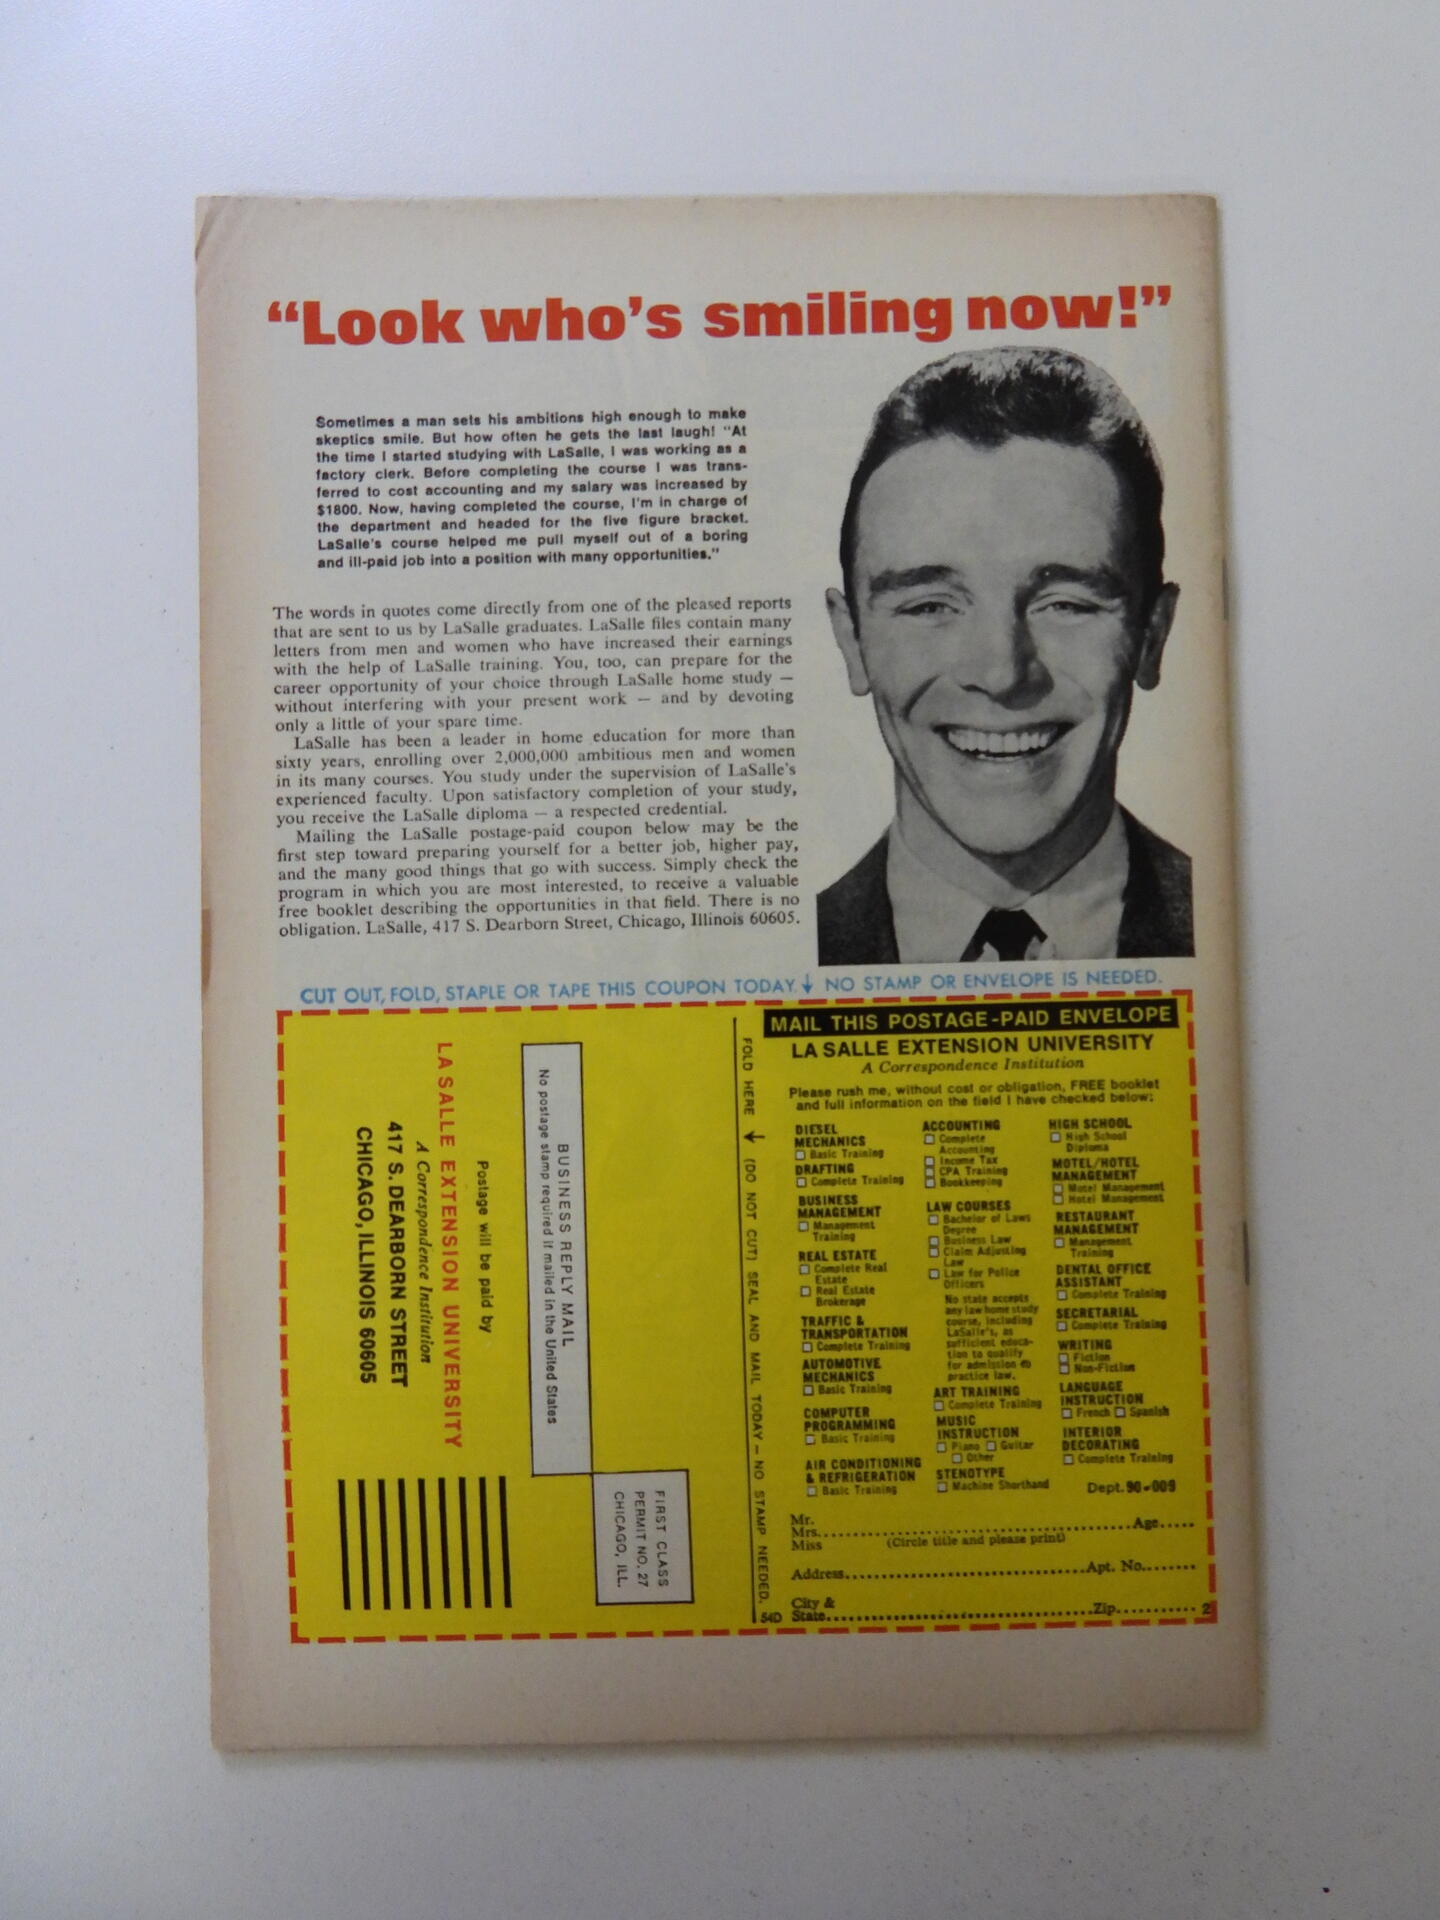 “Look who’s smiling now!”
Sometimes a man sets his ambitions high enough to make
skeptics smile. But how often he gets the last laugh! "At
the time I started studying with LaSalle, I was working as a
factory clerk. Before completing the course I was trans-
ferred to cost accounting and my salary was increased by
$1800. Now, having completed the course, I'm in charge of
the department and headed for the five figure bracket.
LaSalle's course helped me pull myself out of a boring
and ill-paid job into a position with many opportunities."
The words in quotes come directly from one of the pleased reports
that are sent to us by LaSalle graduates. LaSalle files contain many
letters from men and women who have increased their earnings
with the help of LaSalle training. You, too, can prepare for the
career opportunity of your choice through LaSalle home study —
without interfering with your present work — and by devoting
only a little of your spare time.
LaSalle has been a leader in home education for more than
sixty years, enrolling over 2,000,000 ambitious men and women
in its many courses. You study under the supervision of LaSalle's
experienced faculty. Upon satisfactory completion of your study,
you receive the LaSalle diploma — a respected credential.
Mailing the LaSalle postage-paid coupon below may be the
first step toward preparing yourself for a better job, higher pay,
and the many good things that go with success. Simply check the
program in which you are most interested, to receive a valuable
free booklet describing the opportunities in that field. There is no
obligation. LaSalle, 417 S. Dearborn Street, Chicago, Illinois 60605.
CUT OUT, FOLD, STAPLE OR TAPE THIS COUPON TODAY. ↓ NO STAMP OR ENVELOPE IS NEEDED.
FIRST CLASS
PERMIT NO. 27
CHICAGO, ILL.
BUSINESS REPLY MAIL
No postage stamp required if mailed in the United States
Postage will be paid by
LA SALLE EXTENSION UNIVERSITY
A Correspondence Institution
417 S. DEARBORN STREET
CHICAGO, ILLINOIS 60605
FOLD HERE → (DO NOT CUT) SEAL AND MAIL TODAY — NO STAMP NEEDED.
MAIL THIS POSTAGE-PAID ENVELOPE
LA SALLE EXTENSION UNIVERSITY
A Correspondence Institution
Please rush me, without cost or obligation, FREE booklet
and full information on the field I have checked below:
DIESEL
MECHANICS
☐ Basic Training
DRAFTING
☐ Complete Training
BUSINESS
MANAGEMENT
☐ Management
Training
REAL ESTATE
☐ Complete Real
Estate
☐ Real Estate
Brokerage
TRAFFIC &
TRANSPORTATION
☐ Complete Training
AUTOMOTIVE
MECHANICS
☐ Basic Training
COMPUTER
PROGRAMMING
☐ Basic Training
AIR CONDITIONING
& REFRIGERATION
☐ Basic Training
ACCOUNTING
☐ Complete
Accounting
☐ Income Tax
☐ CPA Training
☐ Bookkeeping
LAW COURSES
☐ Bachelor of Laws
Degree
☐ Business Law
☐ Claim Adjusting
Law
☐ Law for Police
Officers
No state accepts
any law home study
course, including
LaSalle's, as
sufficient educa-
tion to qualify
for admission to
practice law.
ART TRAINING
☐ Complete Training
MUSIC
INSTRUCTION
☐ Piano ☐ Guitar
☐ Other
STENOTYPE
☐ Machine Shorthand
HIGH SCHOOL
☐ High School
Diploma
MOTEL/HOTEL
MANAGEMENT
☐ Motel Management
☐ Hotel Management
RESTAURANT
MANAGEMENT
☐ Management
Training
DENTAL OFFICE
ASSISTANT
☐ Complete Training
SECRETARIAL
☐ Complete Training
WRITING
☐ Fiction
☐ Non-Fiction
LANGUAGE
INSTRUCTION
☐ French ☐ Spanish
INTERIOR
DECORATING
☐ Complete Training
Dept. 90-009
Mr.
Mrs. Age
Miss (Circle title and please print)
Address Apt. No.
City &
State Zip 2
54D